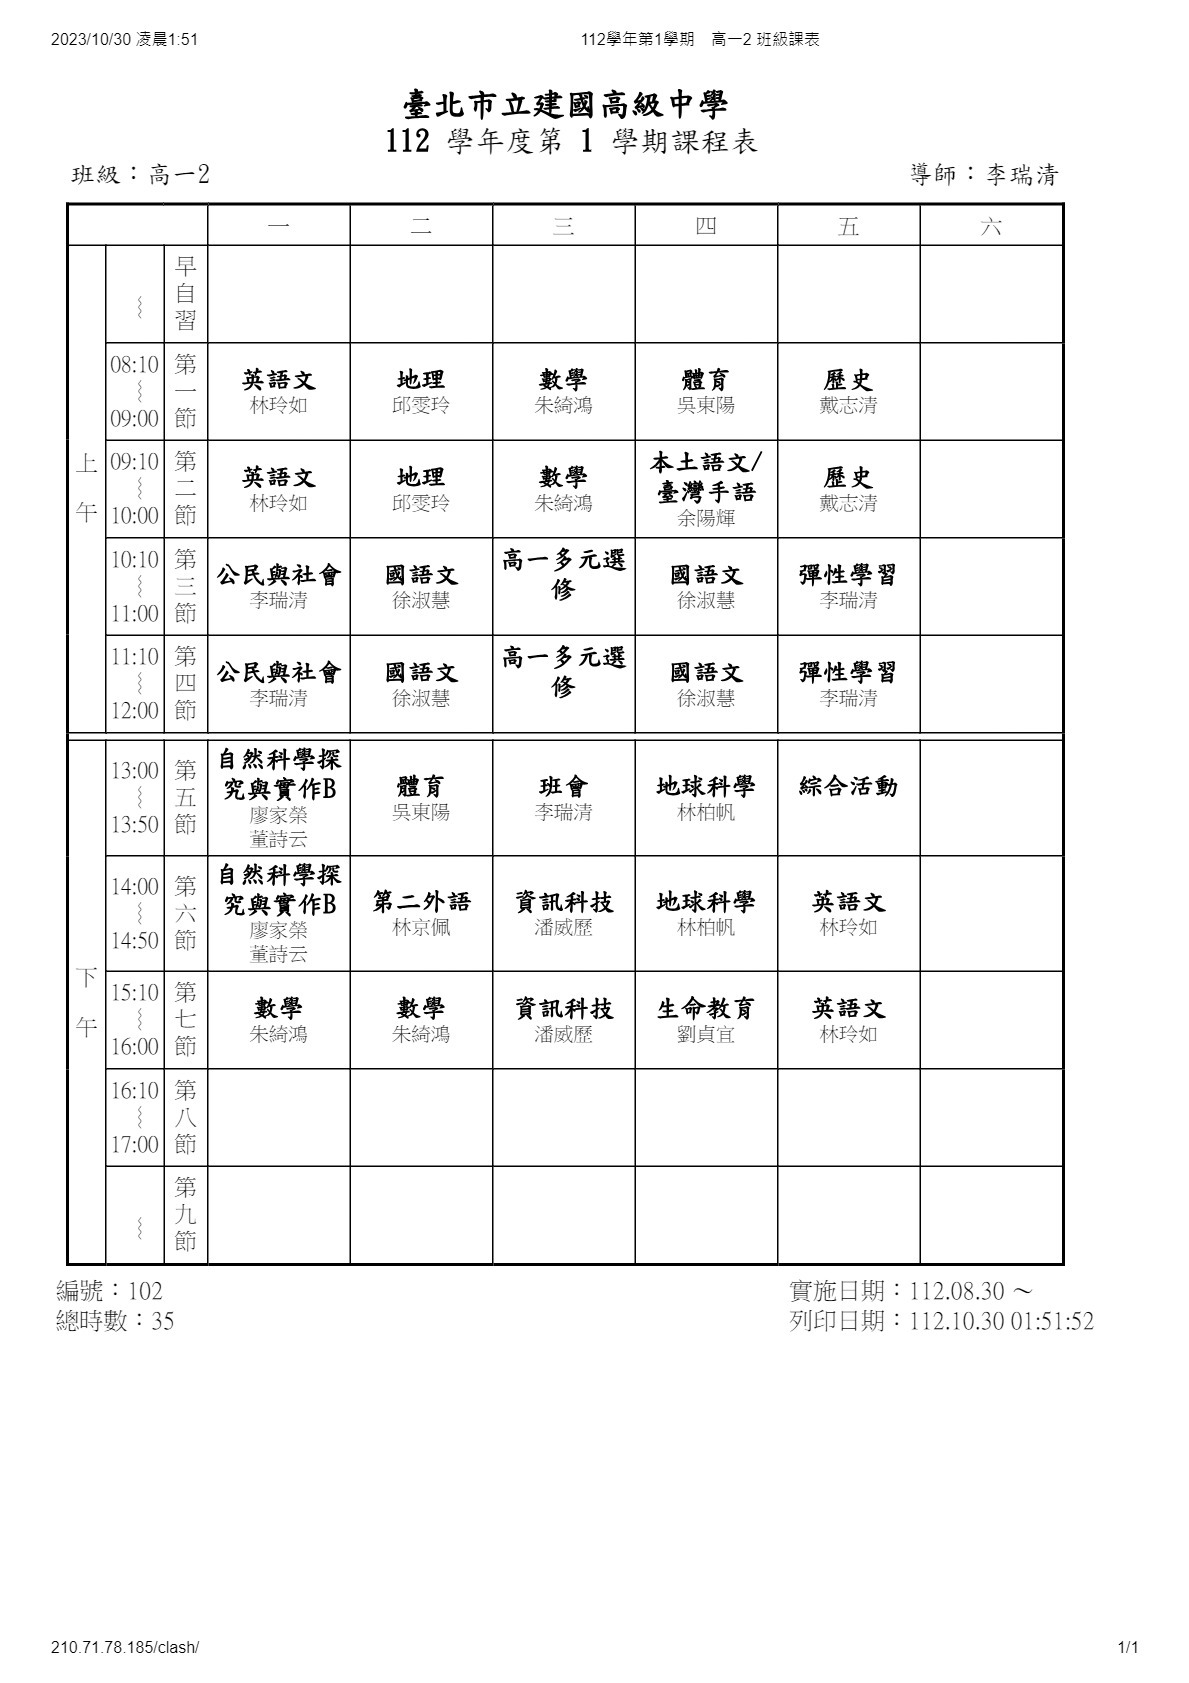 2023/10/30 凌晨1:51
112學年第1學期 高一2 班級課表
臺北市立建國高級中學
112 學年度第 1 學期課程表
班級：高一2
導師：李瑞清
一 二 三 四 五 六
上午
～
早自習
08:10
～
09:00
第一節
英語文
林玲如
地理
邱雯玲
數學
朱綺鴻
體育
吳東陽
歷史
戴志清
09:10
～
10:00
第二節
英語文
林玲如
地理
邱雯玲
數學
朱綺鴻
本土語文/
臺灣手語
余陽輝
歷史
戴志清
10:10
～
11:00
第三節
公民與社會
李瑞清
國語文
徐淑慧
高一多元選
修
國語文
徐淑慧
彈性學習
李瑞清
11:10
～
12:00
第四節
公民與社會
李瑞清
國語文
徐淑慧
高一多元選
修
國語文
徐淑慧
彈性學習
李瑞清
下午
13:00
～
13:50
第五節
自然科學探
究與實作B
廖家榮
董詩云
體育
吳東陽
班會
李瑞清
地球科學
林柏帆
綜合活動
14:00
～
14:50
第六節
自然科學探
究與實作B
廖家榮
董詩云
第二外語
林京佩
資訊科技
潘威歷
地球科學
林柏帆
英語文
林玲如
15:10
～
16:00
第七節
數學
朱綺鴻
數學
朱綺鴻
資訊科技
潘威歷
生命教育
劉貞宜
英語文
林玲如
16:10
～
17:00
第八節
～
第九節
編號：102
總時數：35
實施日期：112.08.30 ～
列印日期：112.10.30 01:51:52
210.71.78.185/clash/
1/1